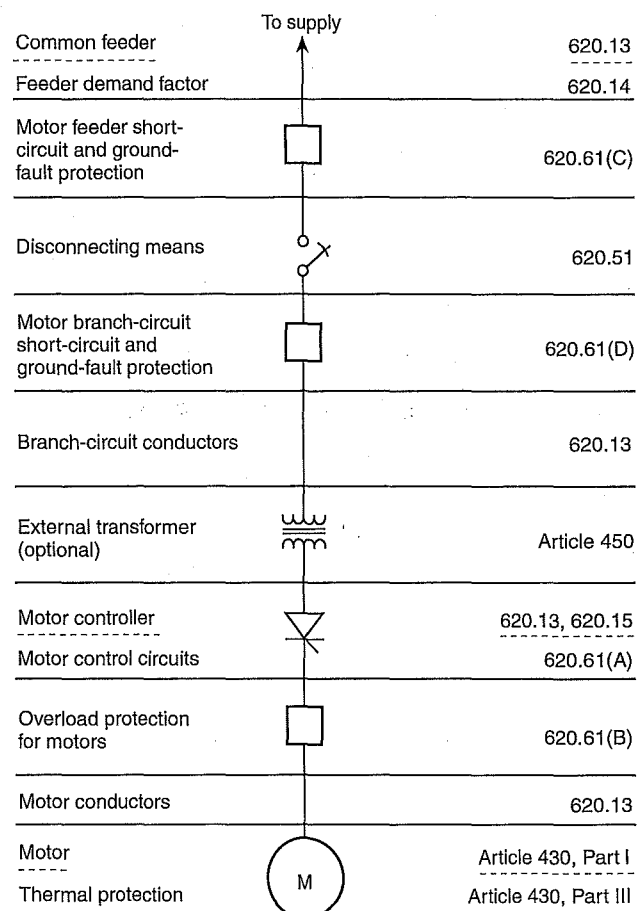 To supply
Common feeder 620.13
Feeder demand factor 620.14
Motor feeder short-
circuit and ground-
fault protection 620.61(C)
Disconnecting means 620.51
Motor branch-circuit
short-circuit and
ground-fault protection 620.61(D)
Branch-circuit conductors 620.13
External transformer
(optional) Article 450
Motor controller 620.13, 620.15
Motor control circuits 620.61(A)
Overload protection
for motors 620.61(B)
Motor conductors 620.13
Motor Article 430, Part I
M
Thermal protection Article 430, Part III